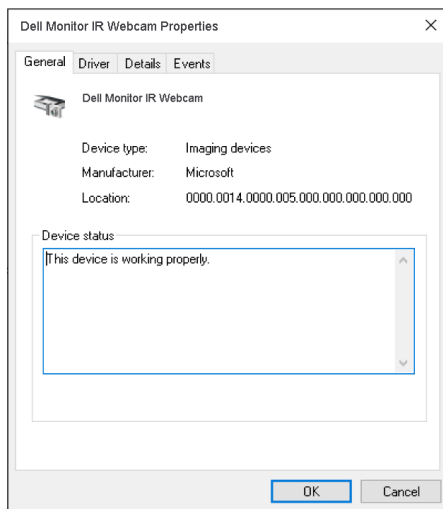 Dell Monitor IR Webcam Properties
General Driver Details Events
Dell Monitor IR Webcam
Device type: Imaging devices
Manufacturer: Microsoft
Location: 0000.0014.0000.005.000.000.000.000.000
Device status
This device is working properly.
OK Cancel